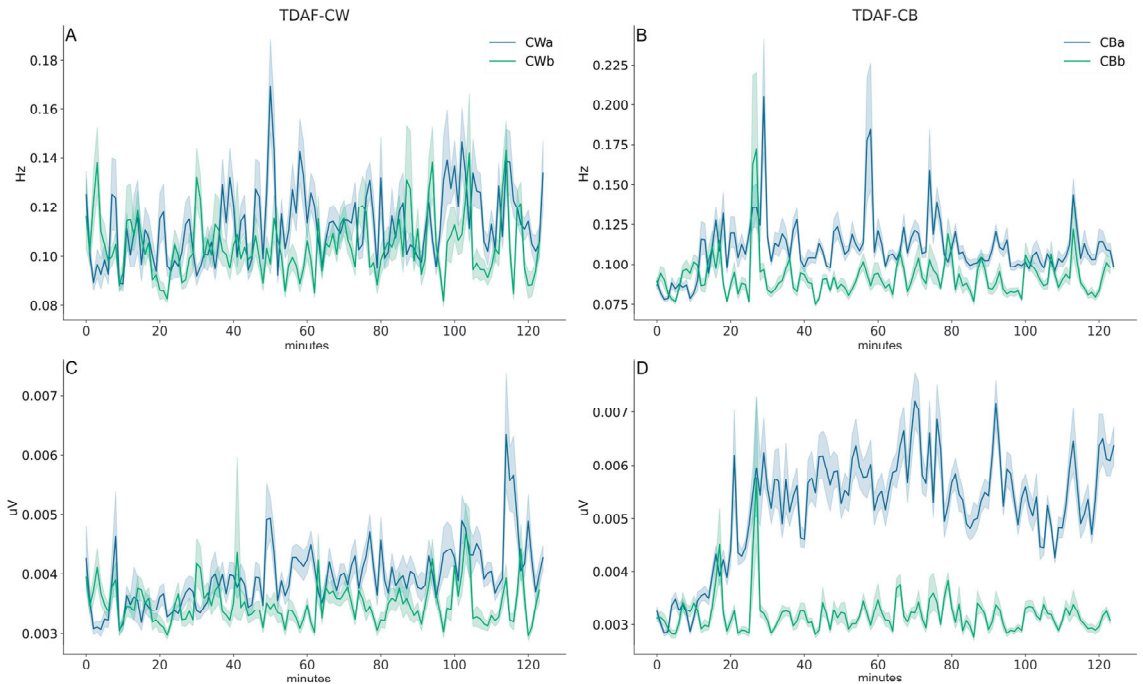 TDAF-CW
TDAF-CB
A
CWa
CWb
0.18
0.16
0.14
0.12
0.10
0.08
Hz
0
20
40
60
80
100
120
minutes
B
CBa
CBb
0.225
0.200
0.175
0.150
0.125
0.100
0.075
Hz
0
20
40
60
80
100
120
minutes
C
0.007
0.006
0.005
0.004
0.003
uV
0
20
40
60
80
100
120
minutes
D
0.007
0.006
0.005
0.004
0.003
uV
0
20
40
60
80
100
120
minutes